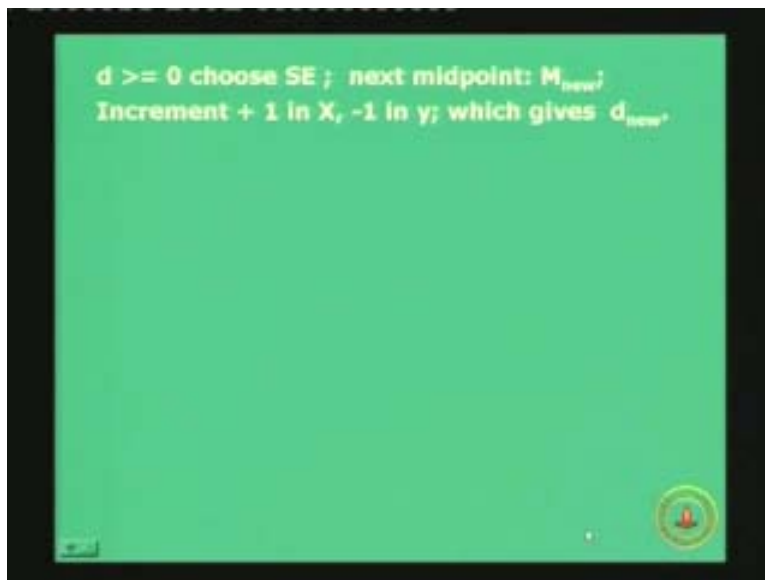 d >= 0 choose SE ; next midpoint: Mnew;
Increment + 1 in X, -1 in y; which gives dnew.